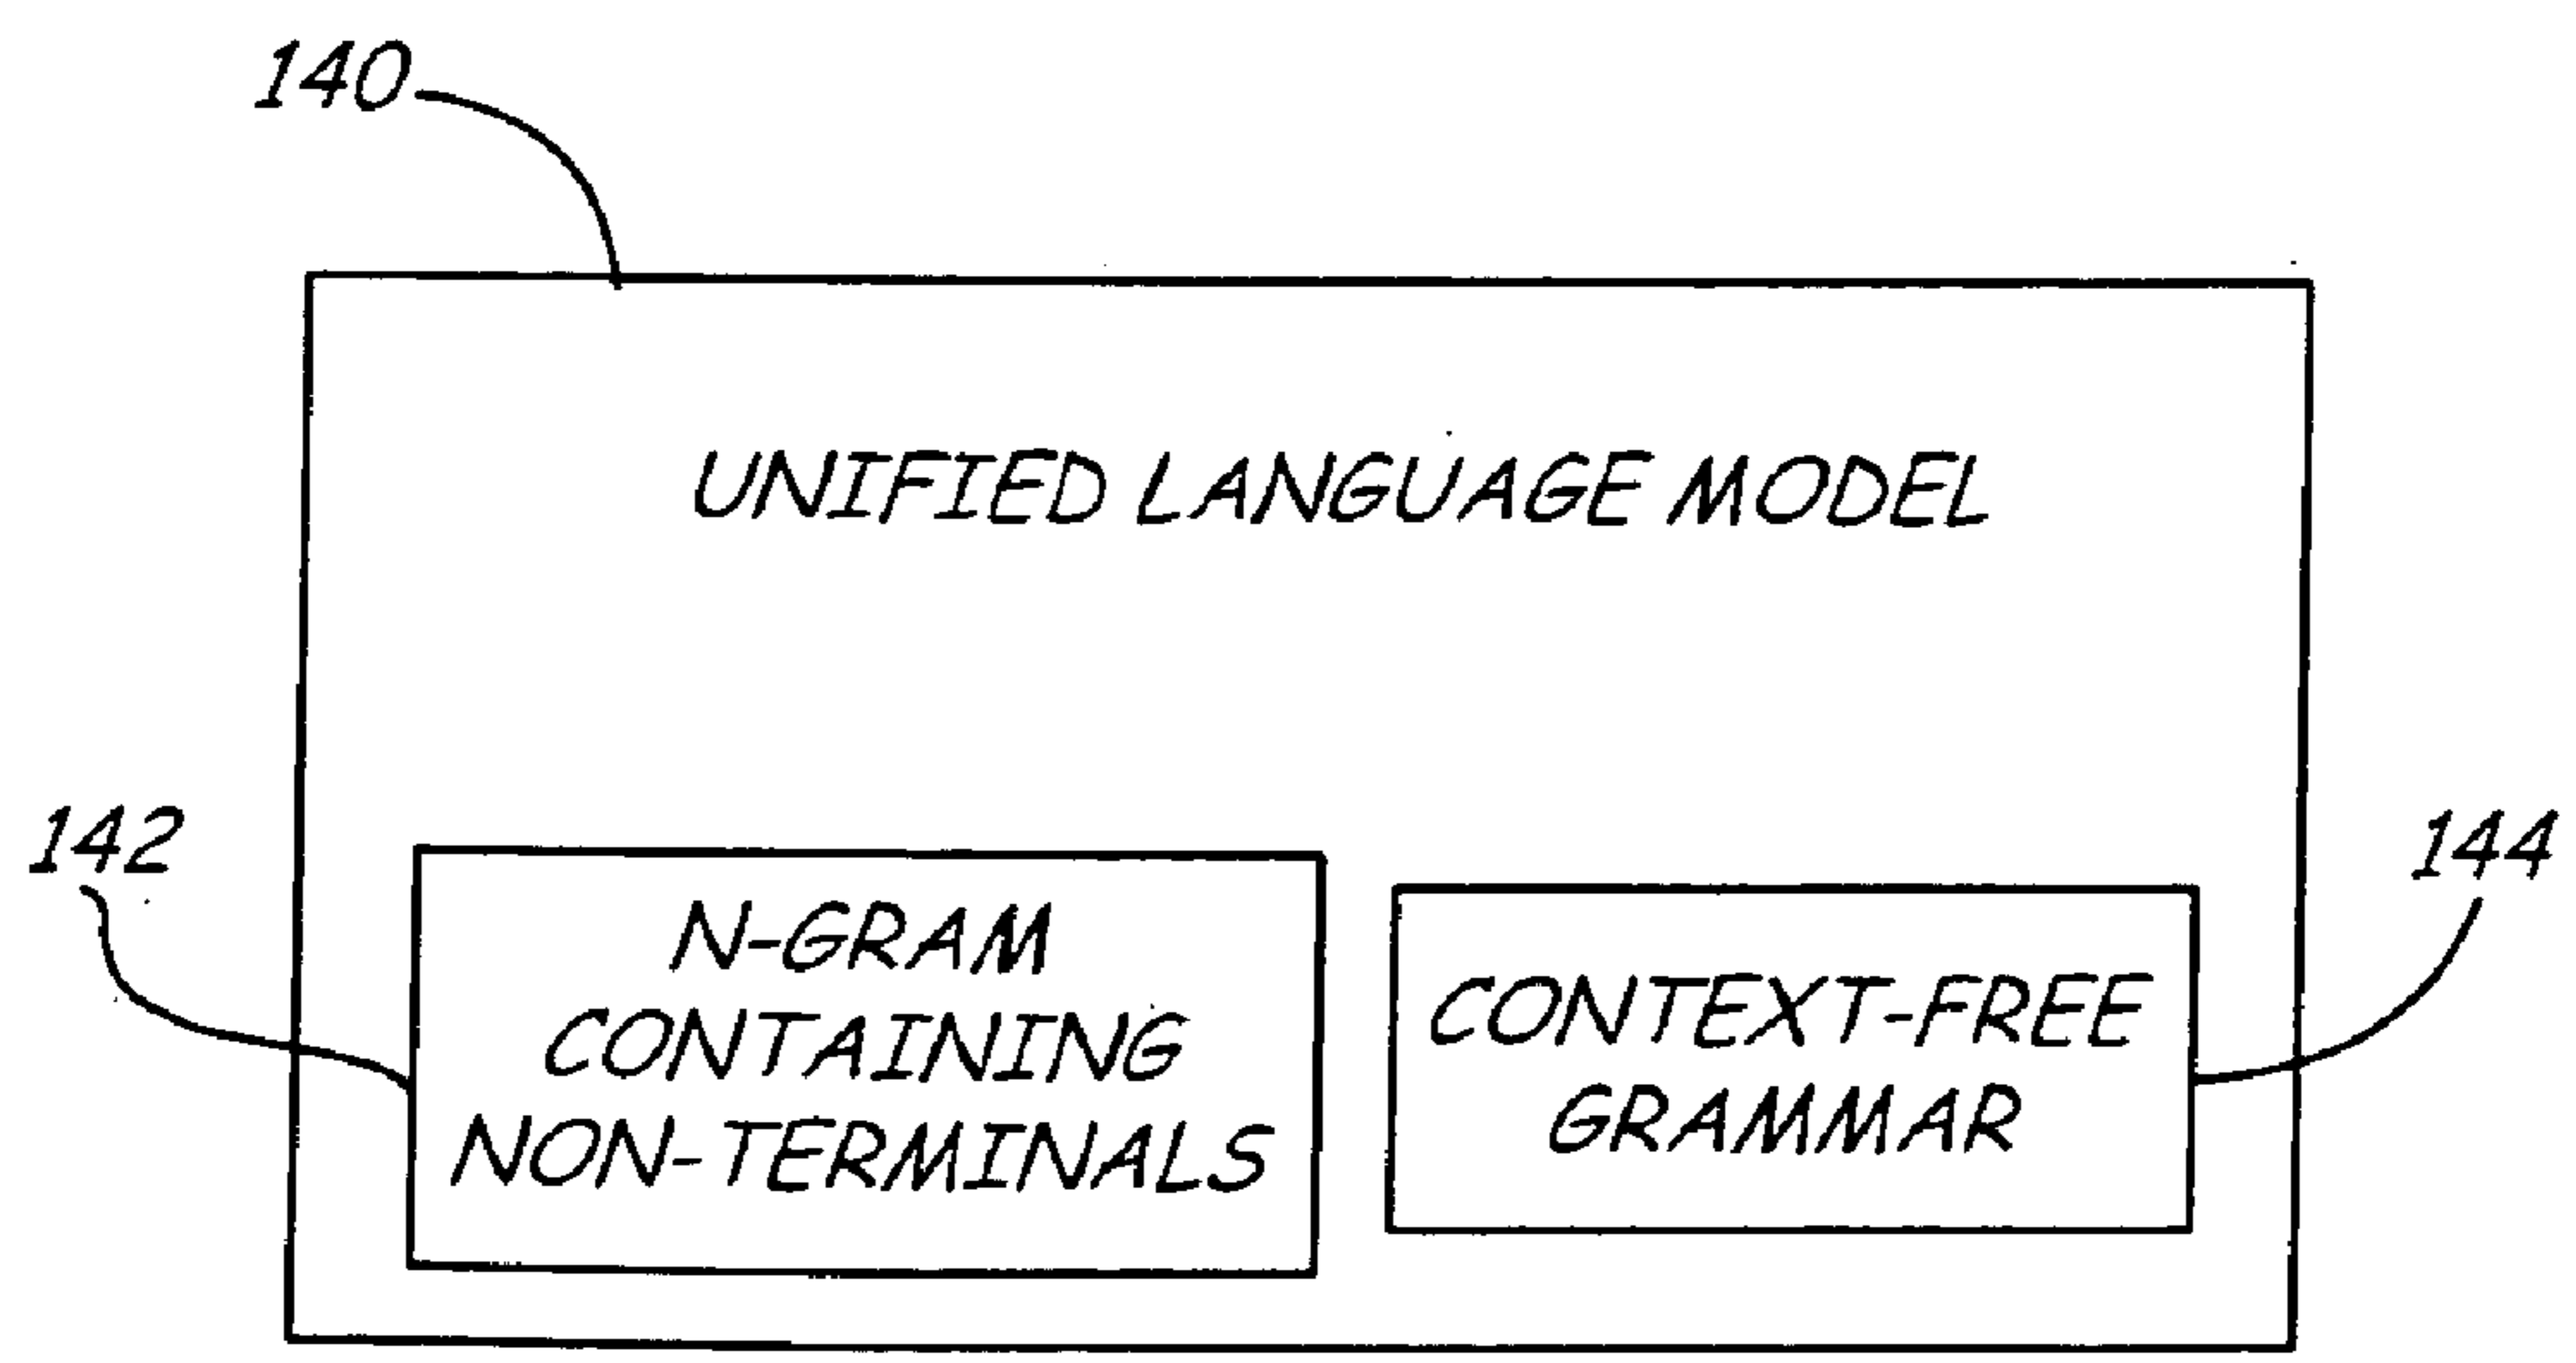 140
UNIFIED LANGUAGE MODEL
142
144
N-GRAM
CONTAINING
NON-TERMINALS
CONTEXT-FREE
GRAMMAR